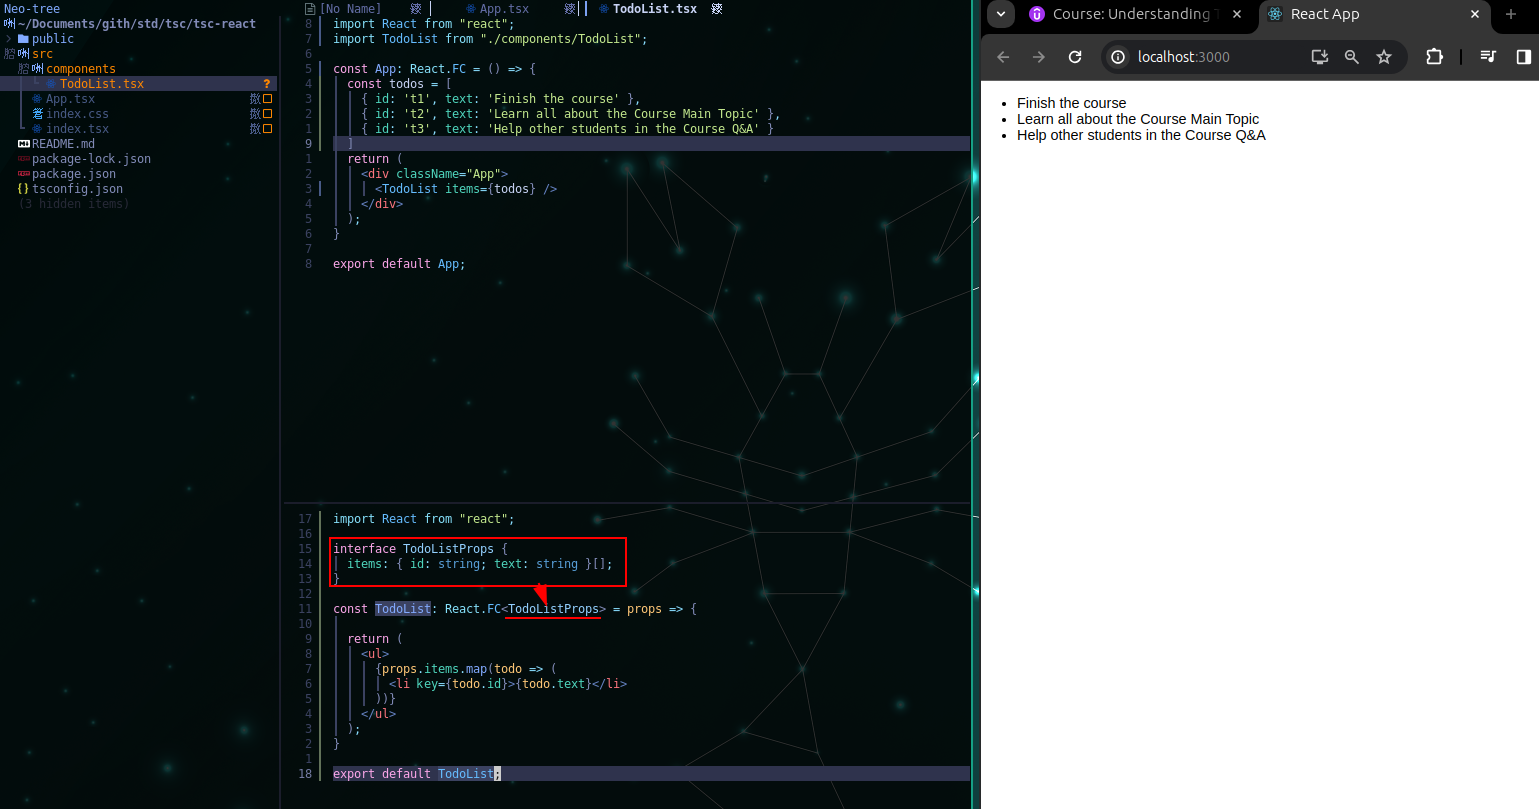 Neo-tree
~/Documents/gith/std/tsc/tsc-react
public
src
components
TodoList.tsx ?
App.tsx
index.css
index.tsx
README.md
package-lock.json
package.json
tsconfig.json
(3 hidden items)
[No Name] App.tsx TodoList.tsx
8 import React from "react";
7 import TodoList from "./components/TodoList";
6
5 const App: React.FC = () => {
4 const todos = [
3 { id: 't1', text: 'Finish the course' },
2 { id: 't2', text: 'Learn all about the Course Main Topic' },
1 { id: 't3', text: 'Help other students in the Course Q&A' }
9 ]
1 return (
2 <div className="App">
3 <TodoList items={todos} />
4 </div>
5 );
6 }
7
8 export default App;
17 import React from "react";
16
15 interface TodoListProps {
14 items: { id: string; text: string }[];
13 }
12
11 const TodoList: React.FC<TodoListProps> = props => {
10
9 return (
8 <ul>
7 {props.items.map(todo => (
6 <li key={todo.id}>{todo.text}</li>
5 ))}
4 </ul>
3 );
2 }
1
18 export default TodoList;
Course: Understanding
React App
localhost:3000
Finish the course
Learn all about the Course Main Topic
Help other students in the Course Q&A